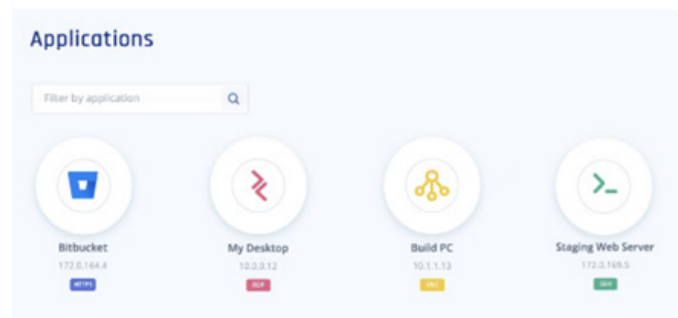 Applications
Filter by application
Bitbucket
My Desktop
Build PC
Staging Web Server
172.0.164.4
10.0.0.12
10.1.1.13
172.0.169.5
HTTPS
RDP
VNC
SSH